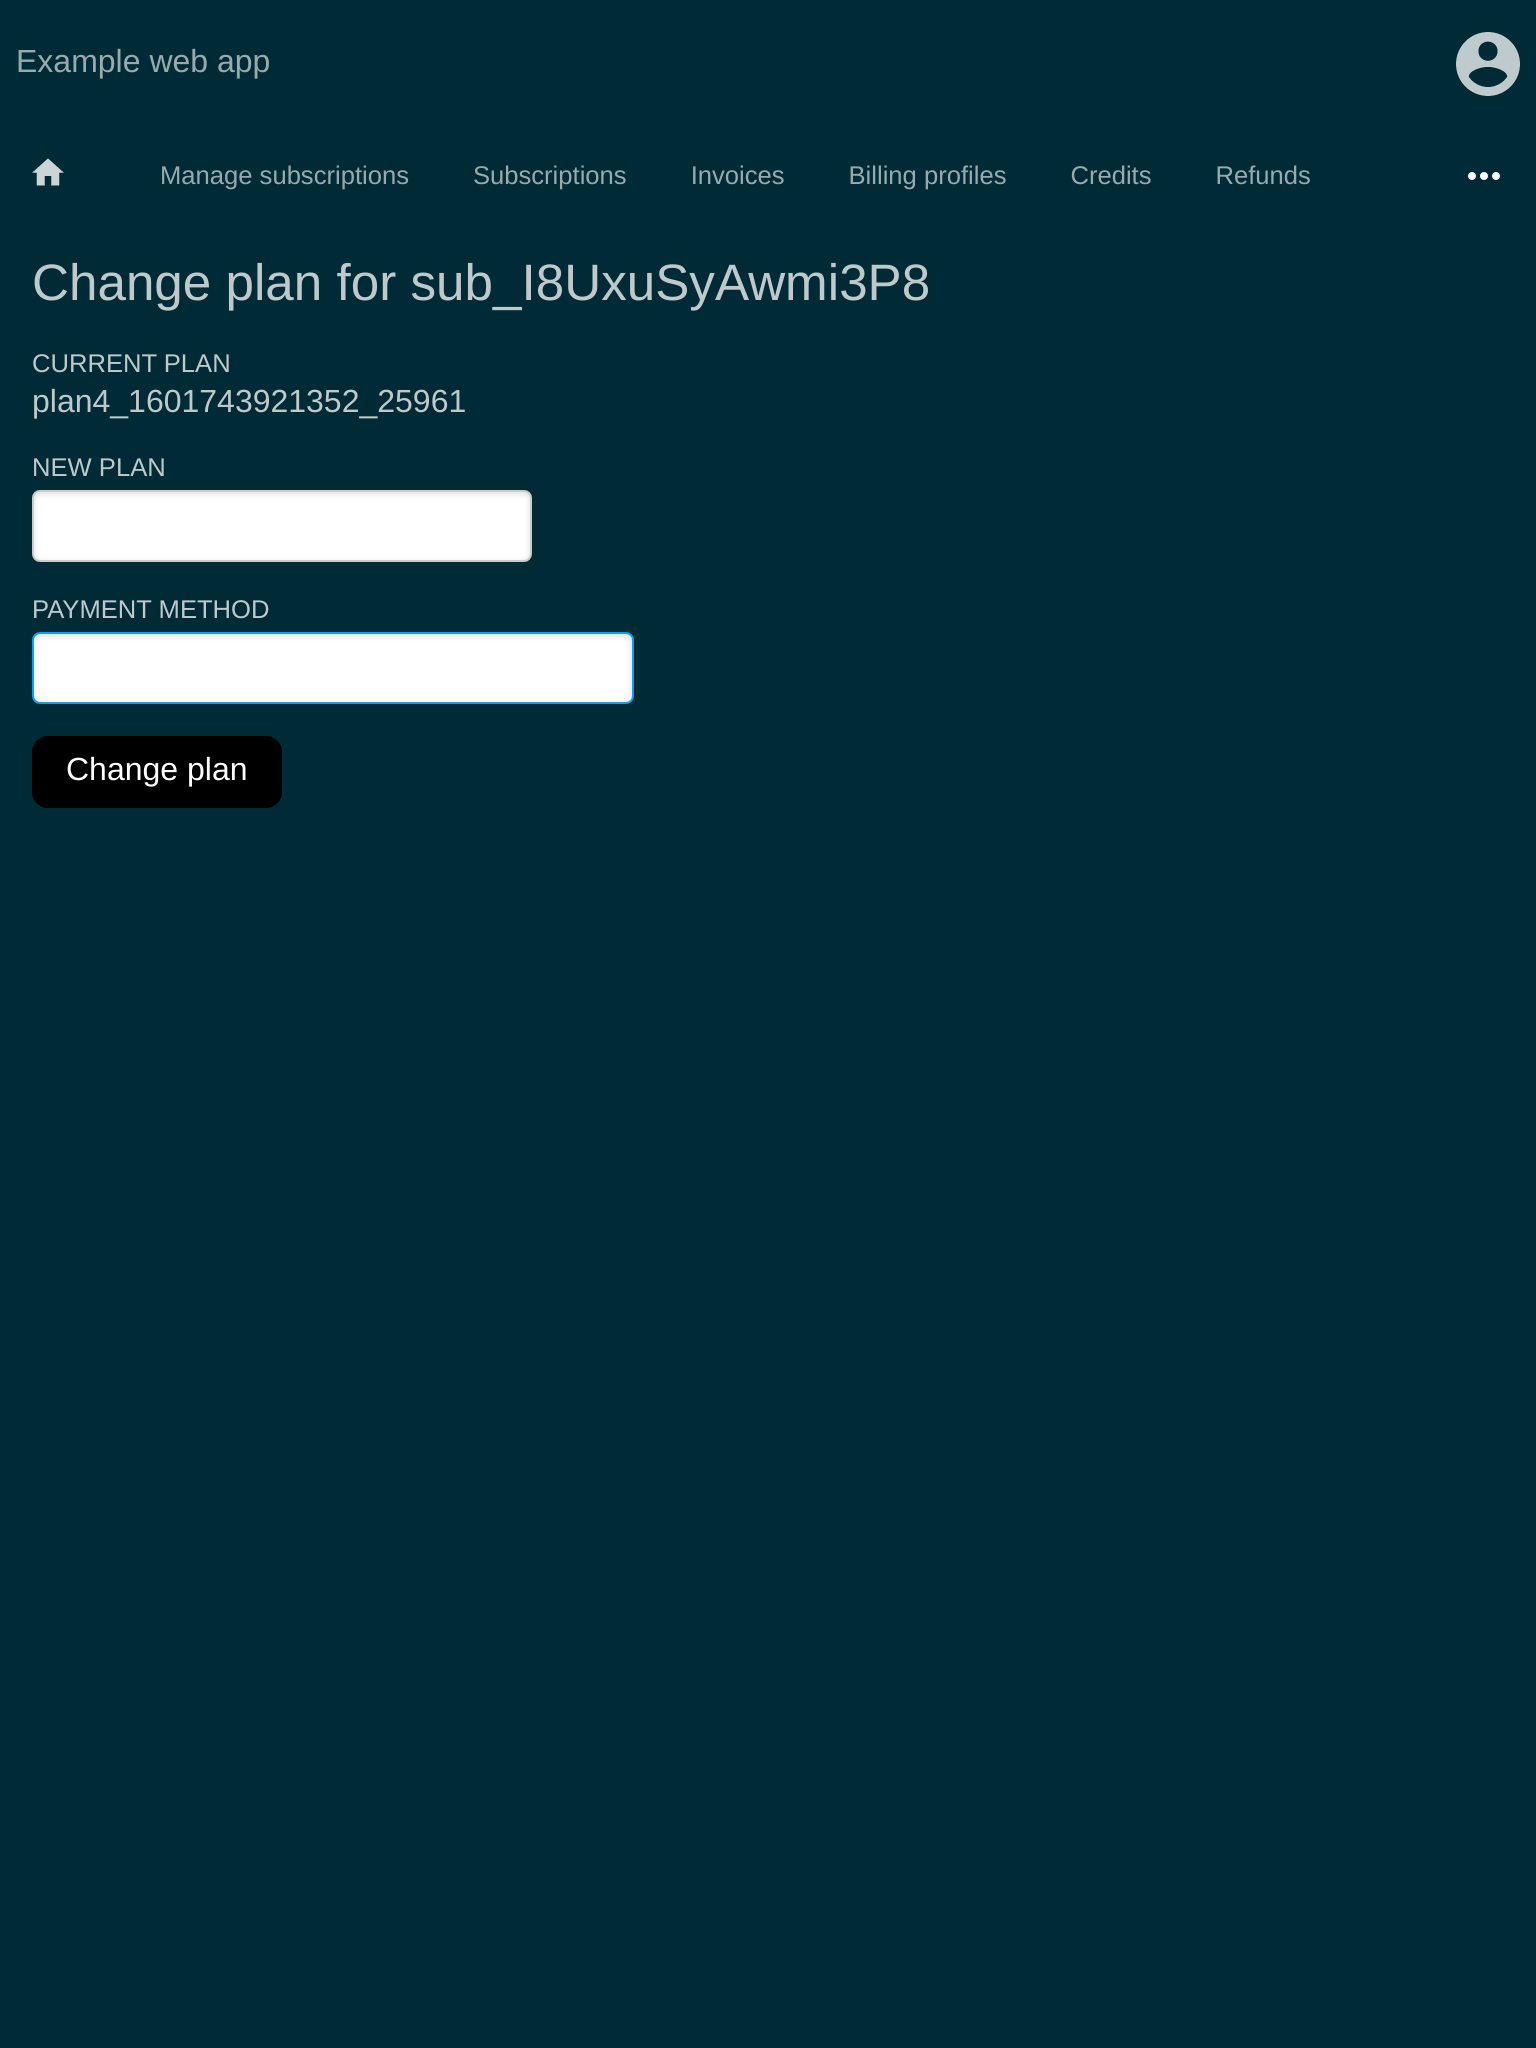 Example web app
Manage subscriptions Subscriptions Invoices Billing profiles Credits Refunds
Change plan for sub_I8UxuSyAwmi3P8
CURRENT PLAN
plan4_1601743921352_25961
NEW PLAN
PAYMENT METHOD
Change plan